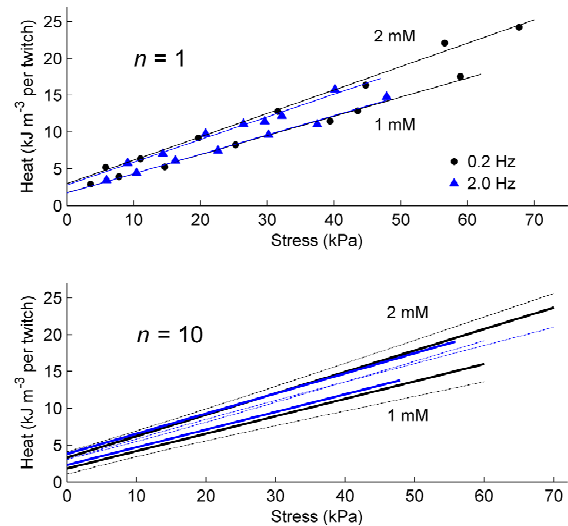 25
20
15
10
5
0
Heat (kJ m-3 per twitch)
n = 1
2 mM
1 mM
0.2 Hz
2.0 Hz
0 10 20 30 40 50 60 70
Stress (kPa)
25
20
15
10
5
0
Heat (kJ m-3 per twitch)
n = 10
2 mM
1 mM
0 10 20 30 40 50 60 70
Stress (kPa)